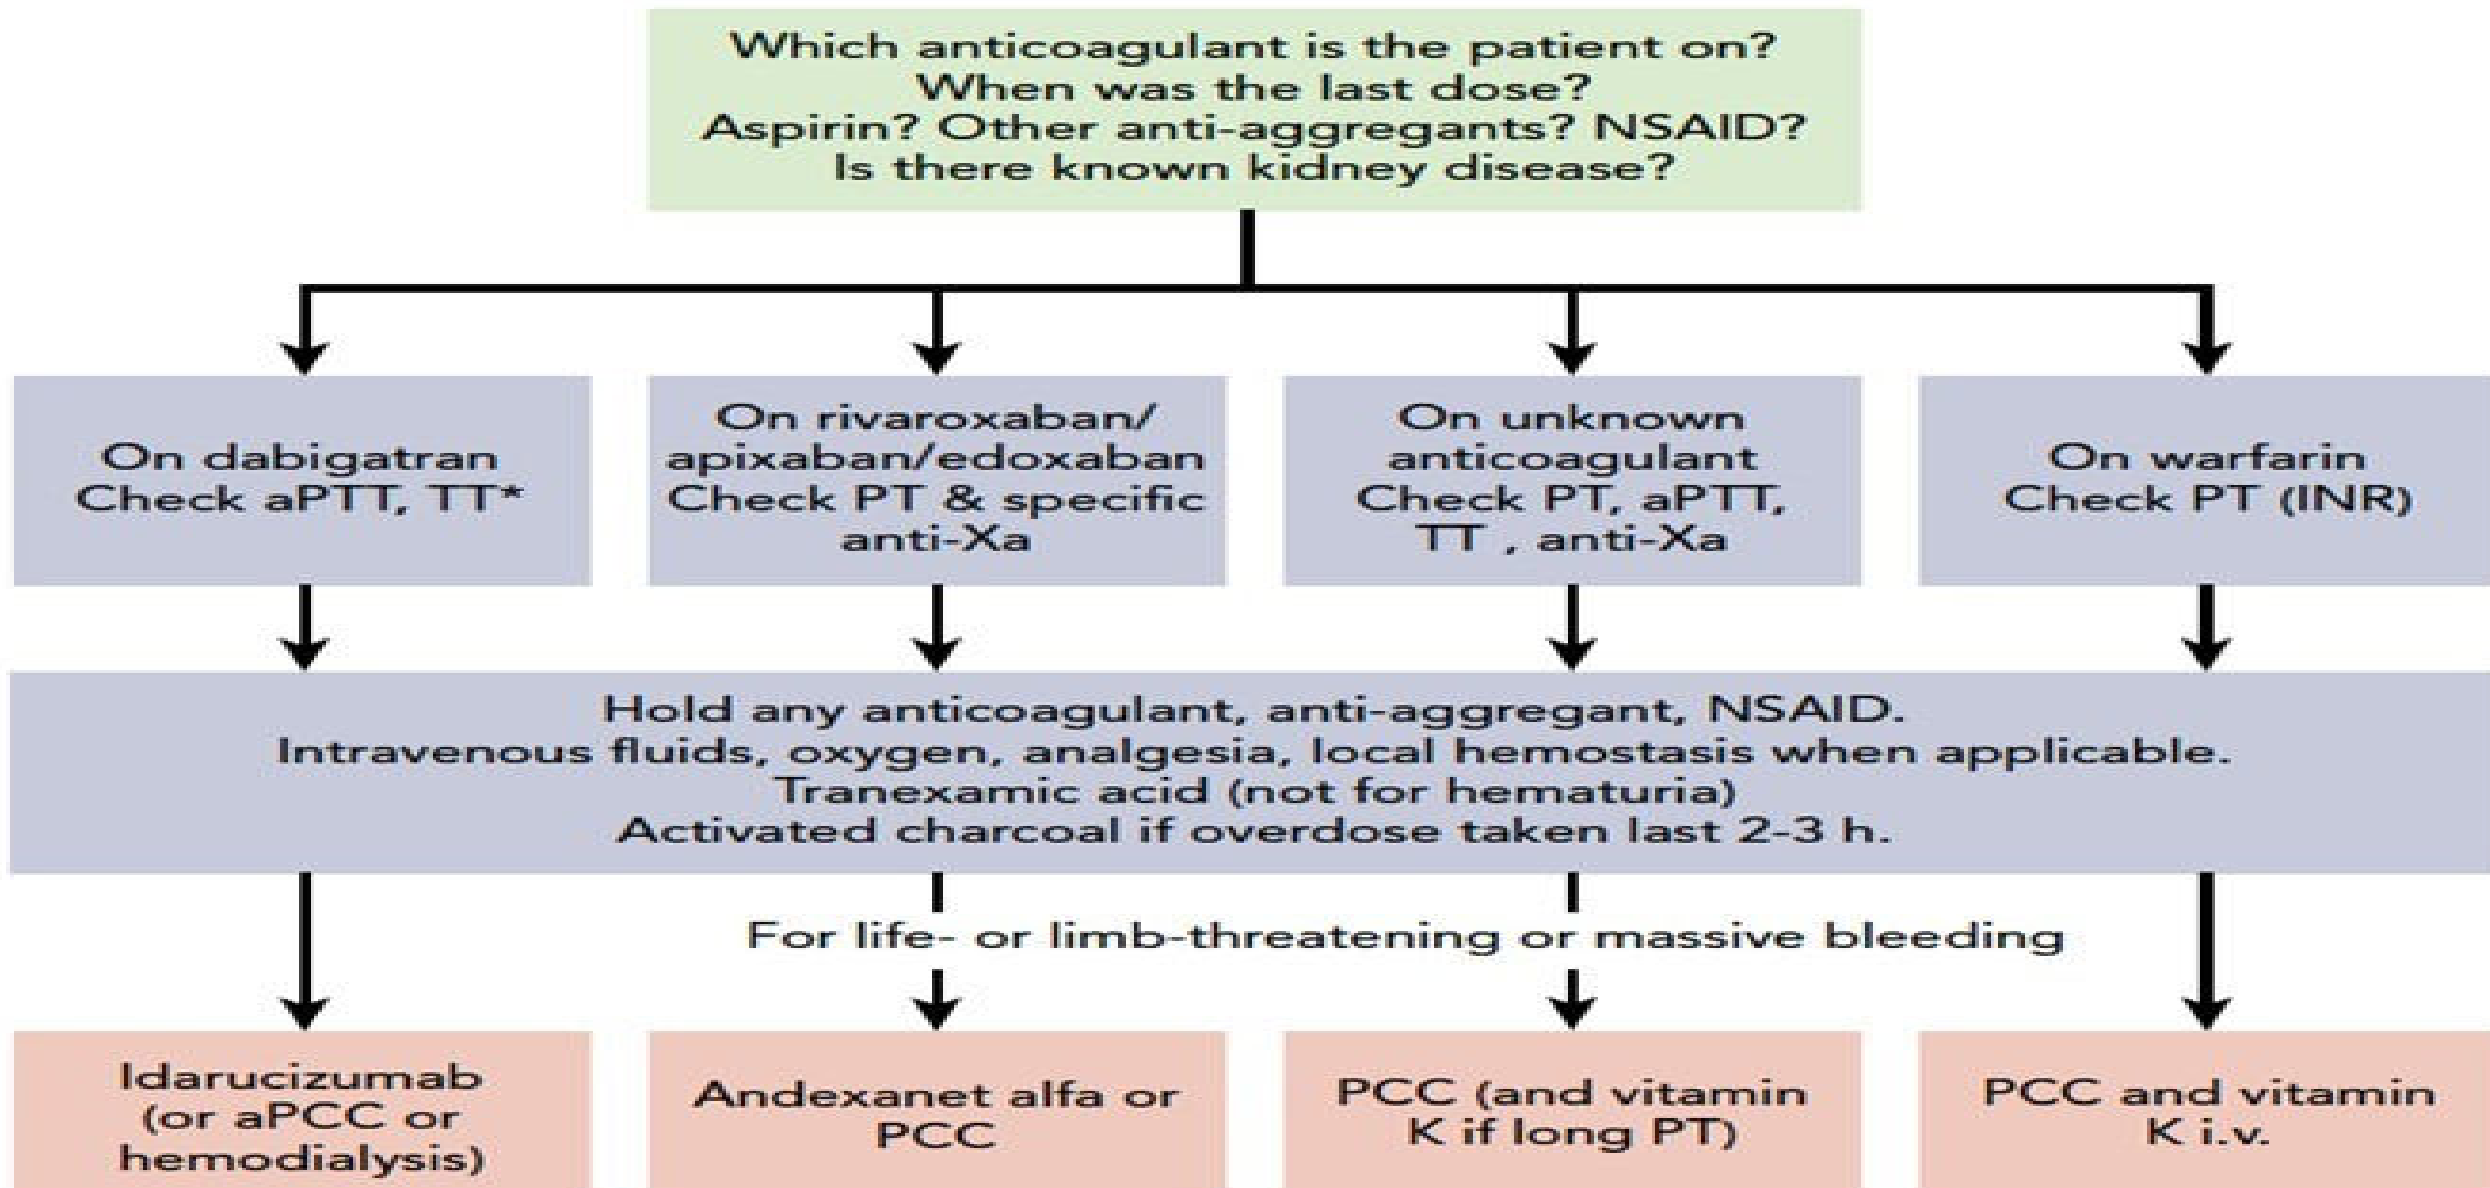 Which anticoagulant is the patient on?
When was the last dose?
Aspirin? Other anti-aggregants? NSAID?
Is there known kidney disease?
On dabigatran
Check aPTT, TT*
On rivaroxaban/
apixaban/edoxaban
Check PT & specific
anti-Xa
On unknown
anticoagulant
Check PT, aPTT,
TT , anti-Xa
On warfarin
Check PT (INR)
Hold any anticoagulant, anti-aggregant, NSAID.
Intravenous fluids, oxygen, analgesia, local hemostasis when applicable.
Tranexamic acid (not for hematuria)
Activated charcoal if overdose taken last 2-3 h.
For life- or limb-threatening or massive bleeding
Idarucizumab
(or aPCC or
hemodialysis)
Andexanet alfa or
PCC
PCC (and vitamin
K if long PT)
PCC and vitamin
K i.v.